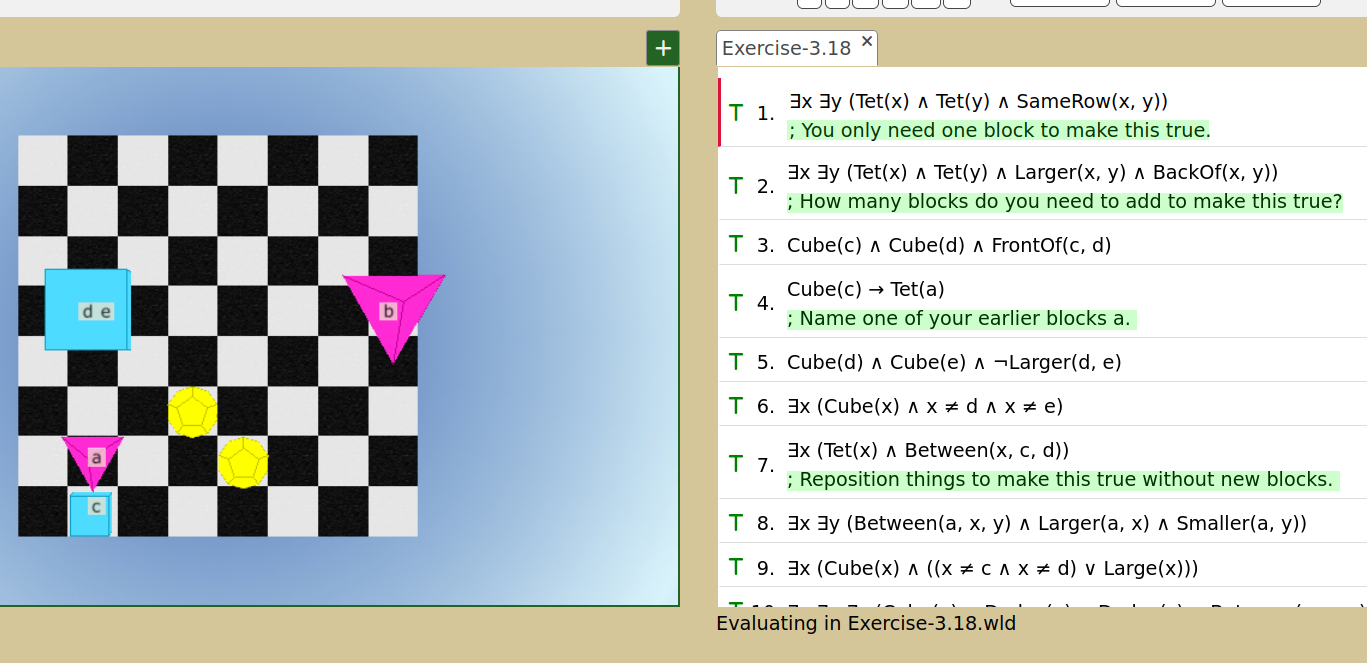 +
Exercise-3.18 ×
d e
b
a
c
T 1. ∃x ∃y (Tet(x) ∧ Tet(y) ∧ SameRow(x, y))
; You only need one block to make this true.
T 2. ∃x ∃y (Tet(x) ∧ Tet(y) ∧ Larger(x, y) ∧ BackOf(x, y))
; How many blocks do you need to add to make this true?
T 3. Cube(c) ∧ Cube(d) ∧ FrontOf(c, d)
T 4. Cube(c) → Tet(a)
; Name one of your earlier blocks a.
T 5. Cube(d) ∧ Cube(e) ∧ ¬Larger(d, e)
T 6. ∃x (Cube(x) ∧ x ≠ d ∧ x ≠ e)
T 7. ∃x (Tet(x) ∧ Between(x, c, d))
; Reposition things to make this true without new blocks.
T 8. ∃x ∃y (Between(a, x, y) ∧ Larger(a, x) ∧ Smaller(a, y))
T 9. ∃x (Cube(x) ∧ ((x ≠ c ∧ x ≠ d) ∨ Large(x)))
Evaluating in Exercise-3.18.wld